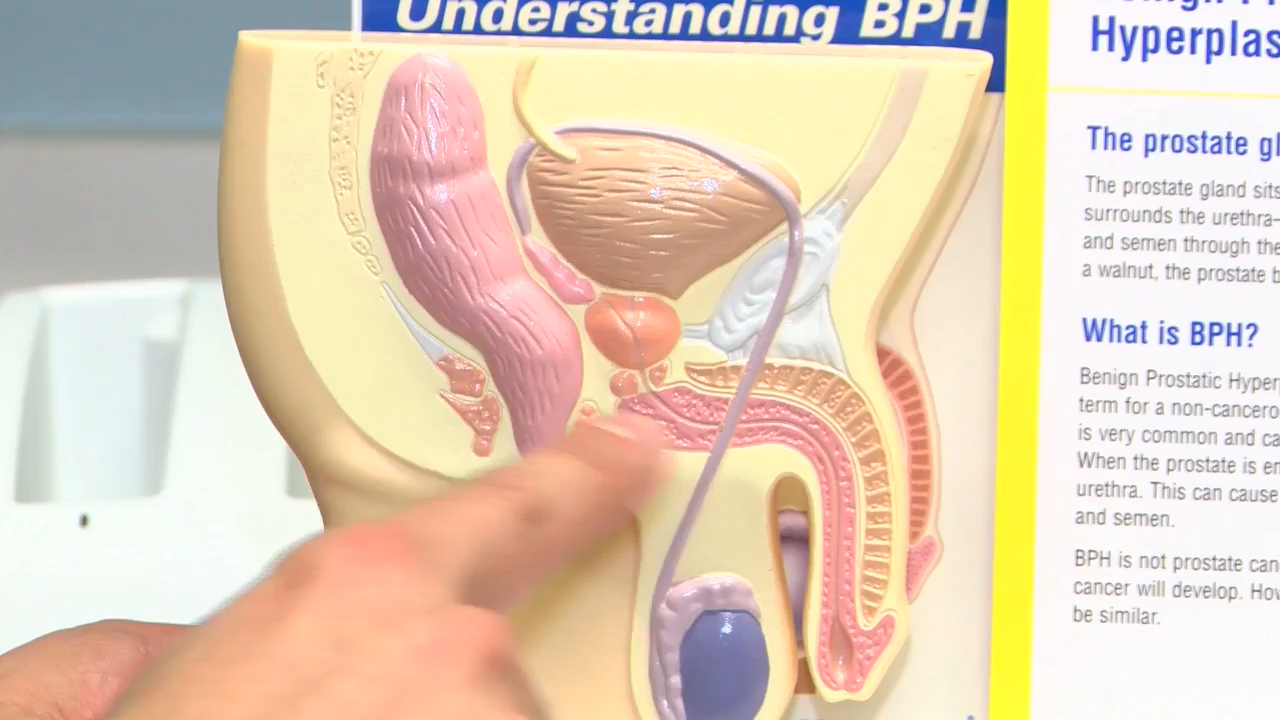 Understanding BPH
Hyperplas
The prostate gl
The prostate gland sits
surrounds the urethra–
and semen through the
a walnut, the prostate b
What is BPH?
Benign Prostatic Hyper
term for a non-cancero
is very common and ca
When the prostate is en
urethra. This can cause
and semen.
BPH is not prostate can
cancer will develop. How
be similar.